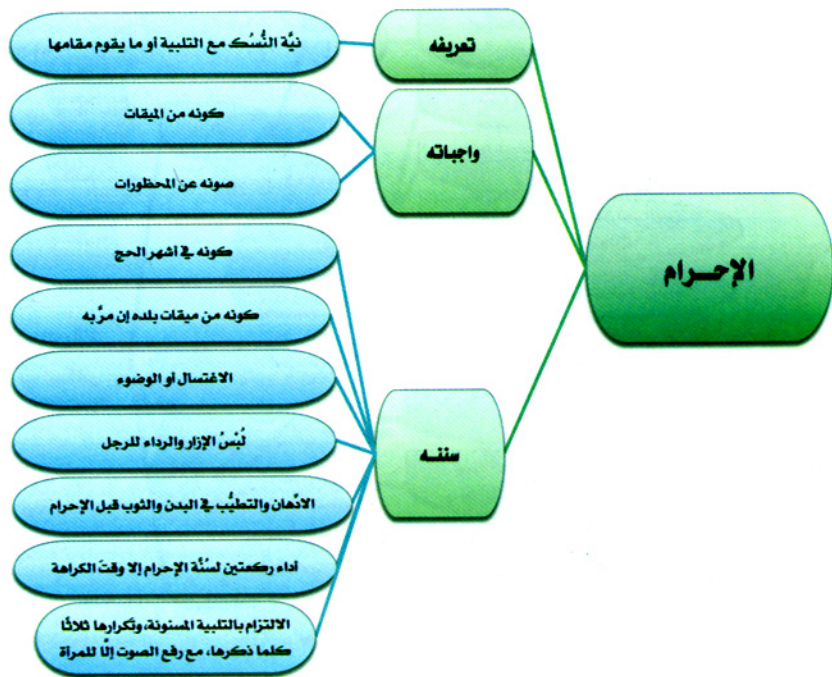 الإحـــرام
تعريفه
نيَّة النُّسُك مع التلبية أو ما يقوم مقامها
واجباته
كونه من الميقات
صونه عن المحظورات
سننـــه
كونه في أشهر الحج
كونه من ميقات بلده إن مرَّ به
الاغتسال أو الوضوء
لُبْسُ الإزار والرداء للرجل
الادِّهان والتطيُّب في البدن والثوب قبل الإحرام
أداء ركعتين لسُنَّة الإحرام إلا وقتَ الكراهة
الالتزام بالتلبية المسنونة، وتكرارها ثلاثًا
كلما ذكرها، مع رفع الصوت إلَّا للمرأة